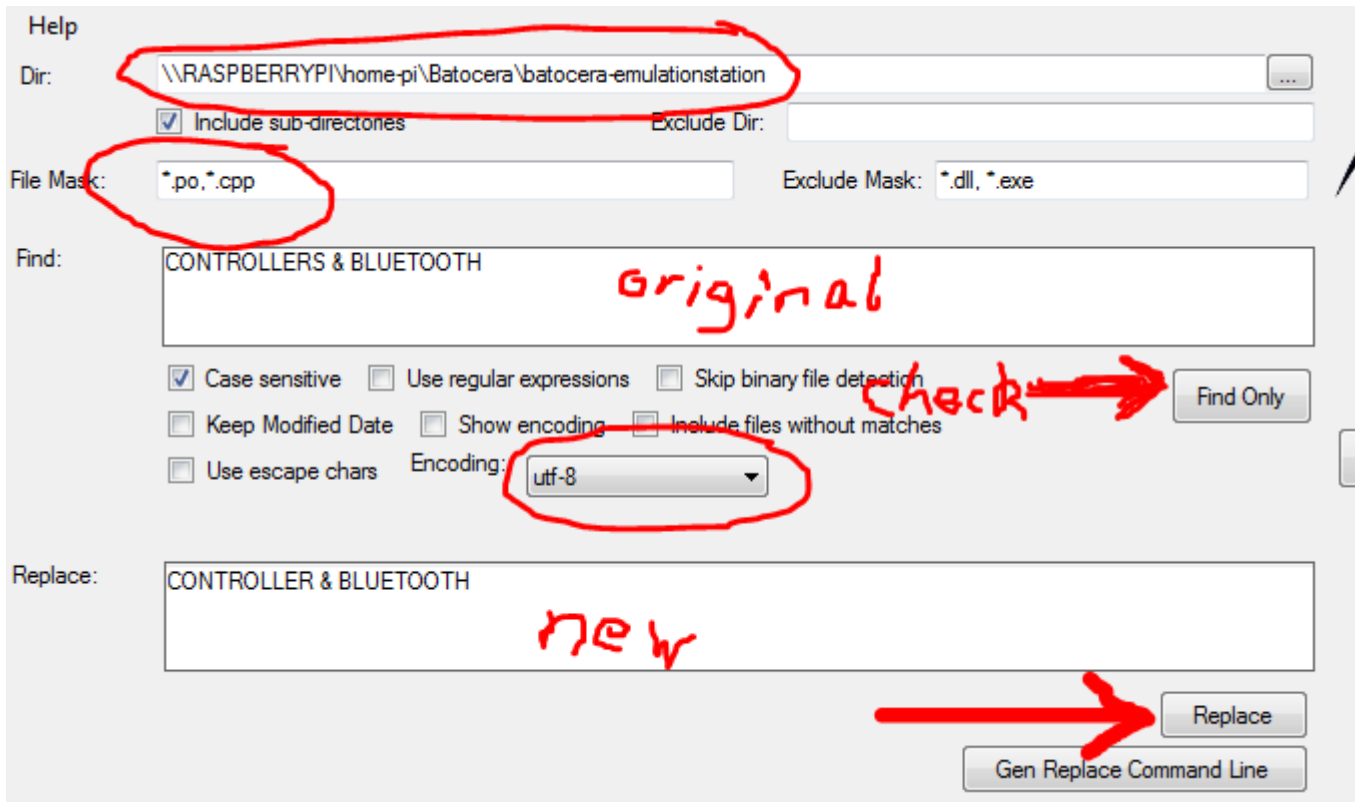 Help
Dir: \\RASPBERRYPI\home-pi\Batocera\batocera-emulationstation ...
Include sub-directories Exclude Dir:
File Mask: *.po,*.cpp Exclude Mask: *.dll, *.exe
Find: CONTROLLERS & BLUETOOTH
original
Case sensitive Use regular expressions Skip binary file detection
check Find Only
Keep Modified Date Show encoding Include files without matches
Use escape chars Encoding: utf-8
Replace: CONTROLLER & BLUETOOTH
new
Replace
Gen Replace Command Line